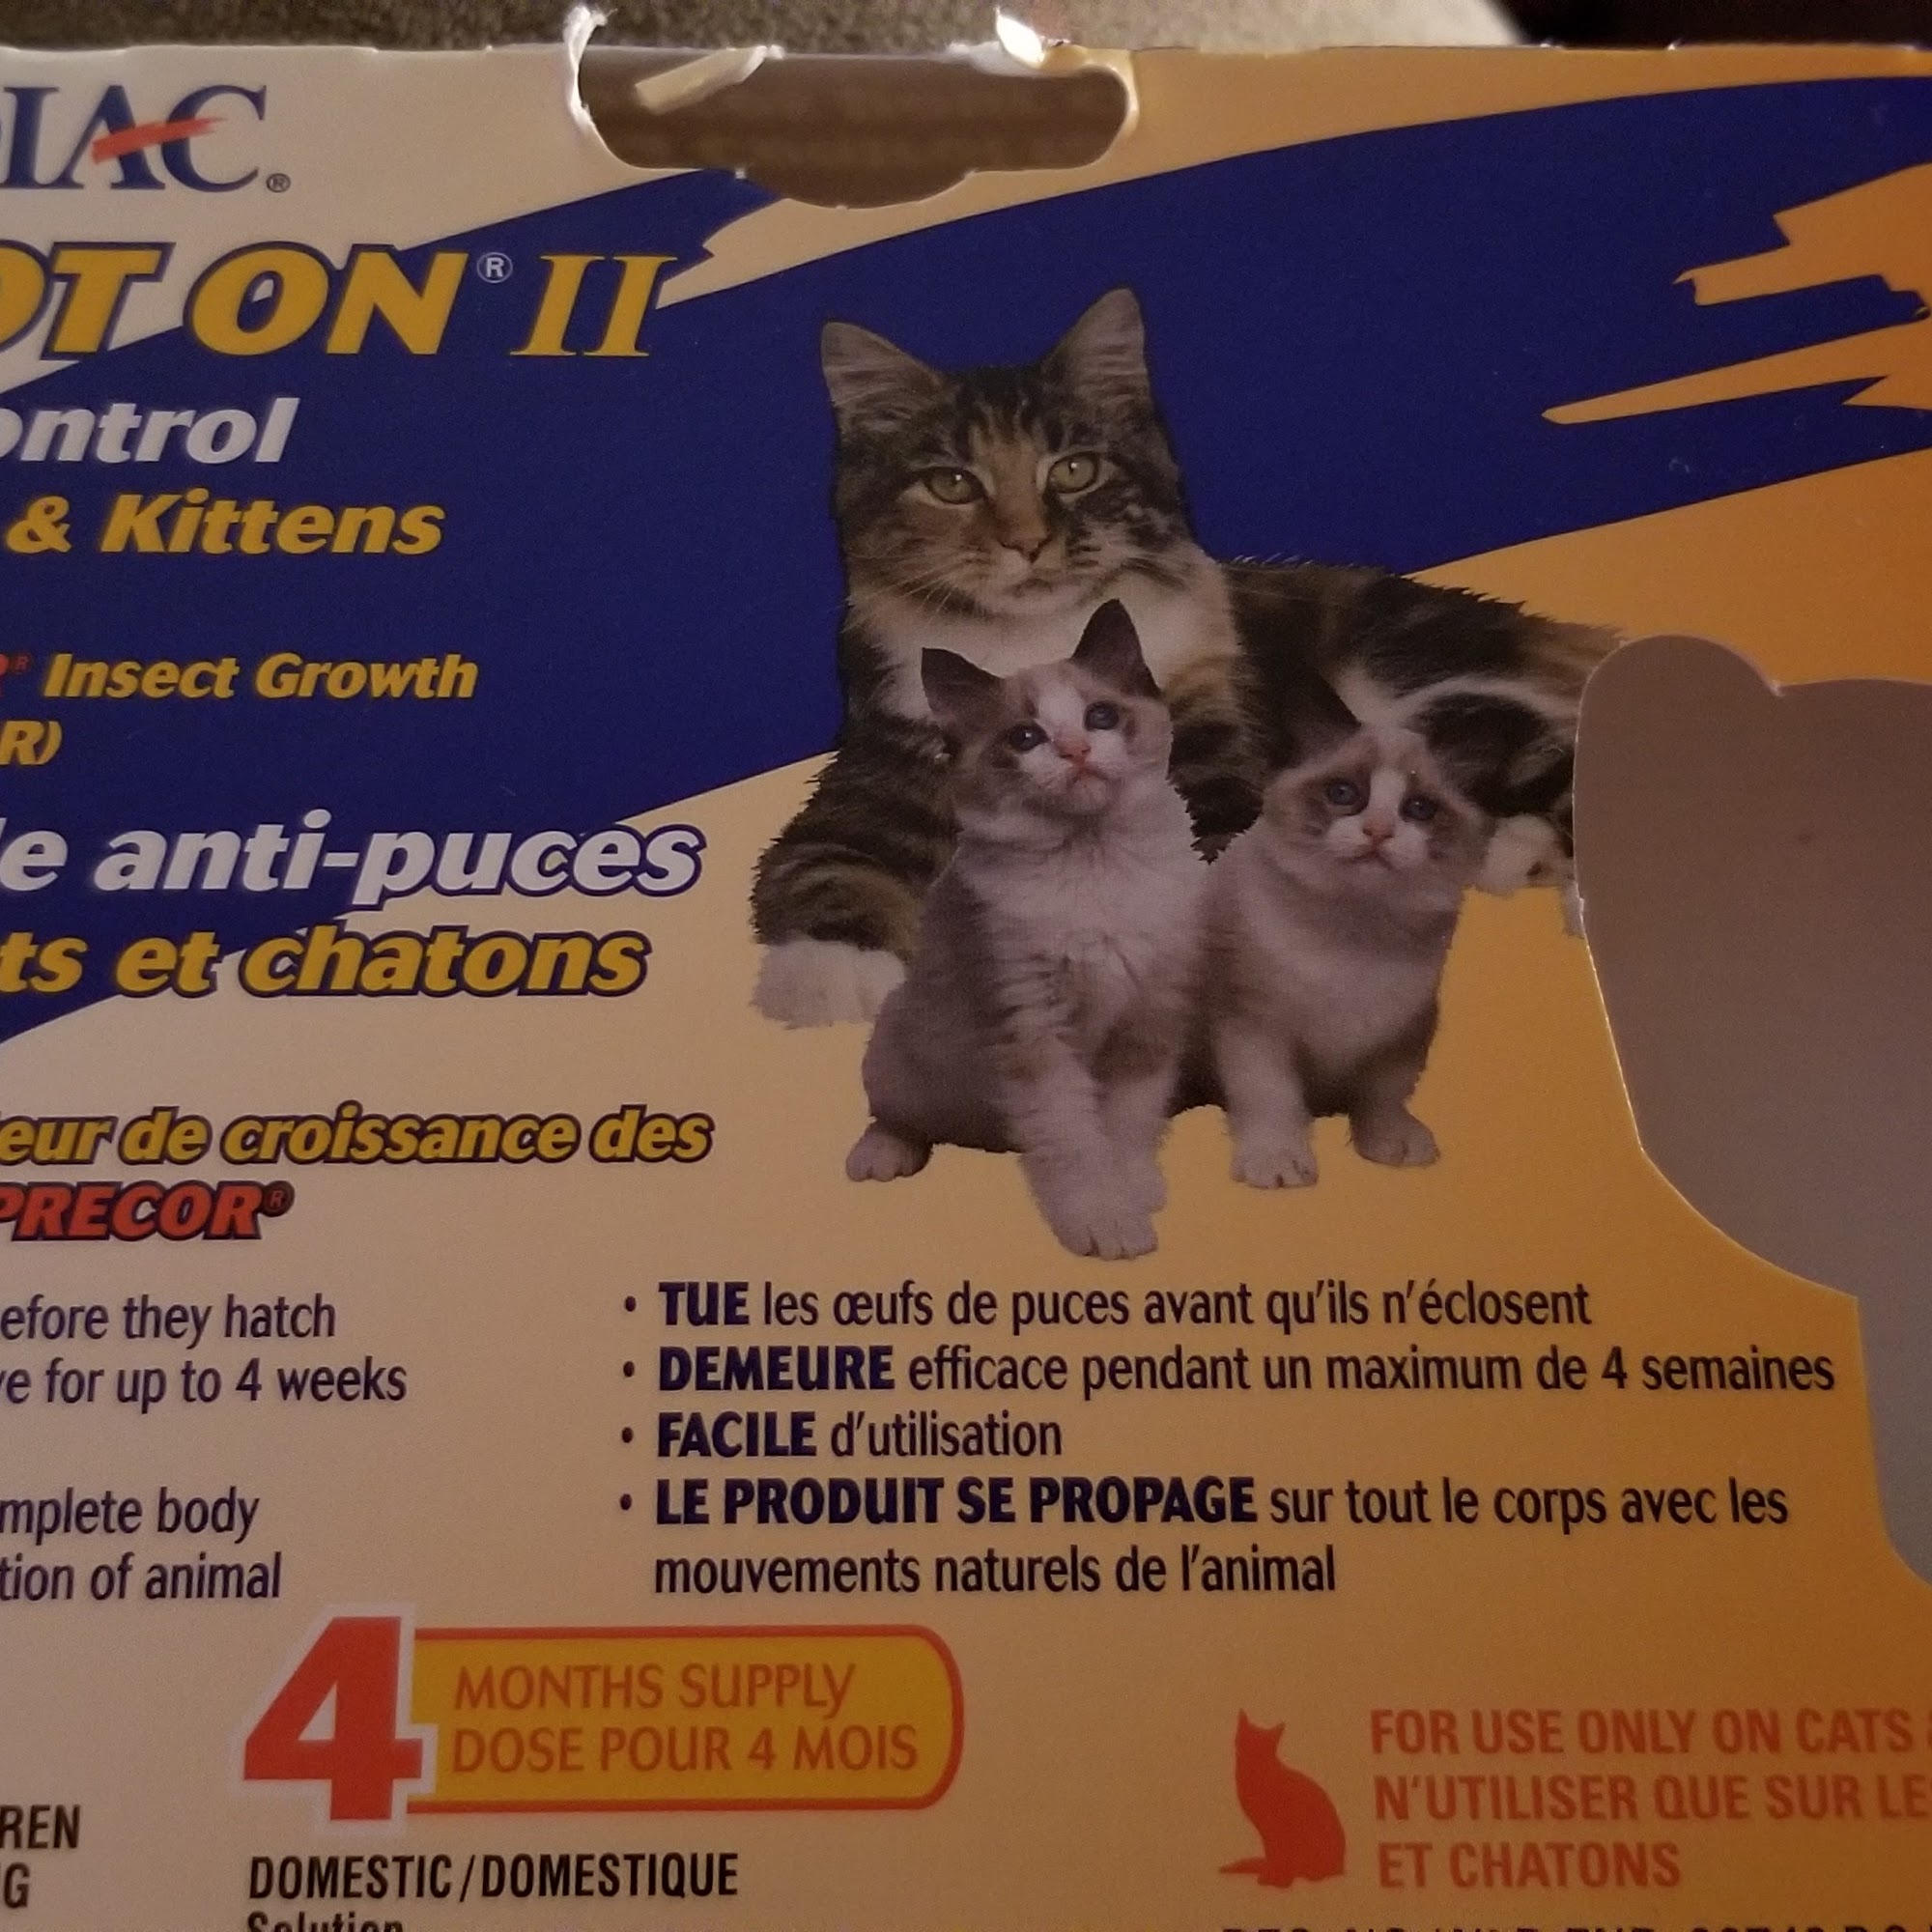 IAC®
OT ON® II
ontrol
& Kittens
® Insect Growth
R)
le anti-puces
ts et chatons
eur de croissance des
PRECOR®
efore they hatch
ve for up to 4 weeks
mplete body
tion of animal
• TUE les œufs de puces avant qu'ils n'éclosent
• DEMEURE efficace pendant un maximum de 4 semaines
• FACILE d'utilisation
• LE PRODUIT SE PROPAGE sur tout le corps avec les
mouvements naturels de l'animal
4 MONTHS SUPPLY
DOSE POUR 4 MOIS
FOR USE ONLY ON CATS
N'UTILISER QUE SUR LE
ET CHATONS
REN
G
DOMESTIC / DOMESTIQUE
Solution